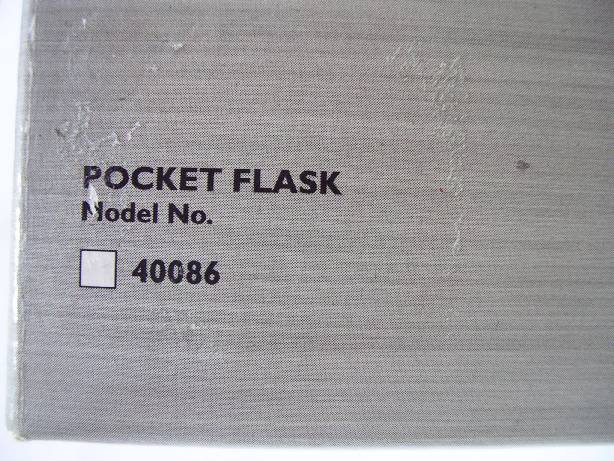 POCKET FLASK
Model No.
40086